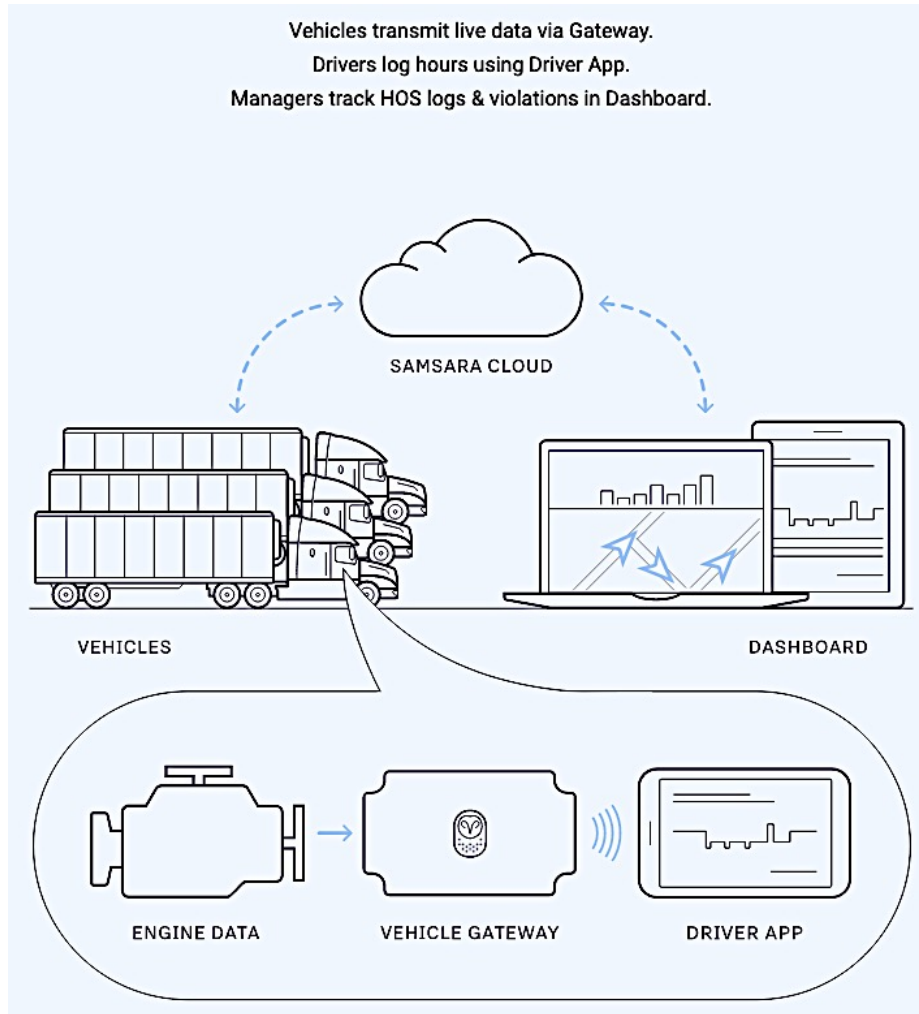 Vehicles transmit live data via Gateway.
Drivers log hours using Driver App.
Managers track HOS logs & violations in Dashboard.
SAMSARA CLOUD
VEHICLES
DASHBOARD
ENGINE DATA
VEHICLE GATEWAY
DRIVER APP